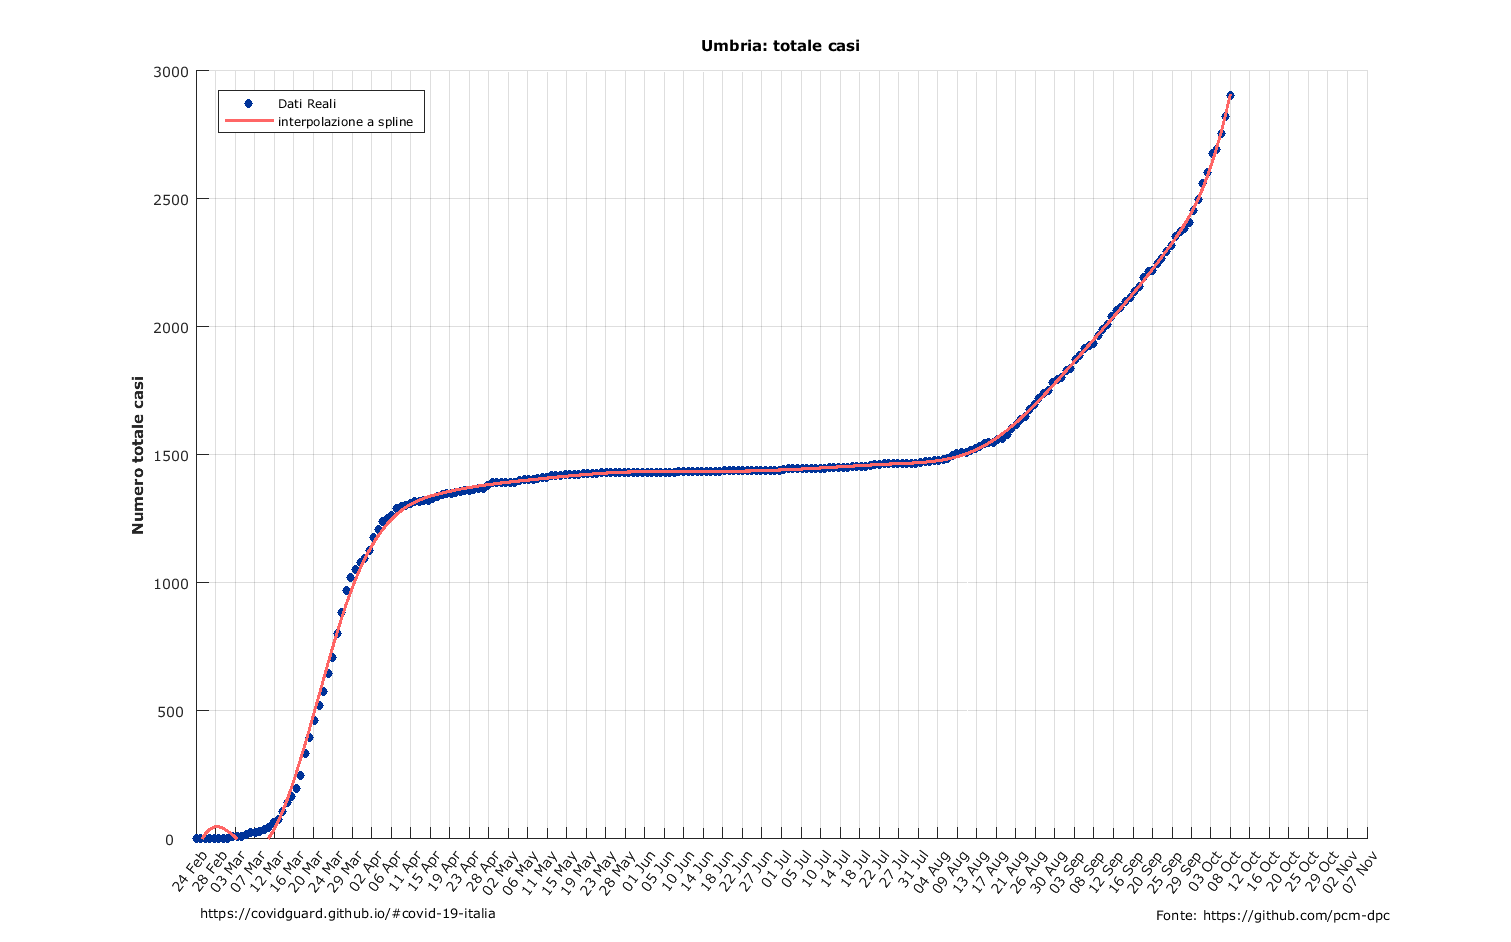 Umbria: totale casi
3000
2500
2000
1500
1000
500
0
Numero totale casi
Dati Reali
interpolazione a spline
24 Feb
28 Feb
03 Mar
07 Mar
12 Mar
16 Mar
20 Mar
24 Mar
29 Mar
02 Apr
06 Apr
11 Apr
15 Apr
19 Apr
23 Apr
28 Apr
02 May
06 May
11 May
15 May
19 May
23 May
28 May
01 Jun
05 Jun
10 Jun
14 Jun
18 Jun
22 Jun
27 Jun
01 Jul
05 Jul
10 Jul
14 Jul
18 Jul
22 Jul
27 Jul
31 Jul
04 Aug
09 Aug
13 Aug
17 Aug
21 Aug
26 Aug
30 Aug
03 Sep
08 Sep
12 Sep
16 Sep
20 Sep
25 Sep
29 Sep
03 Oct
08 Oct
12 Oct
16 Oct
20 Oct
25 Oct
29 Oct
02 Nov
07 Nov
https://covidguard.github.io/#covid-19-italia
Fonte: https://github.com/pcm-dpc